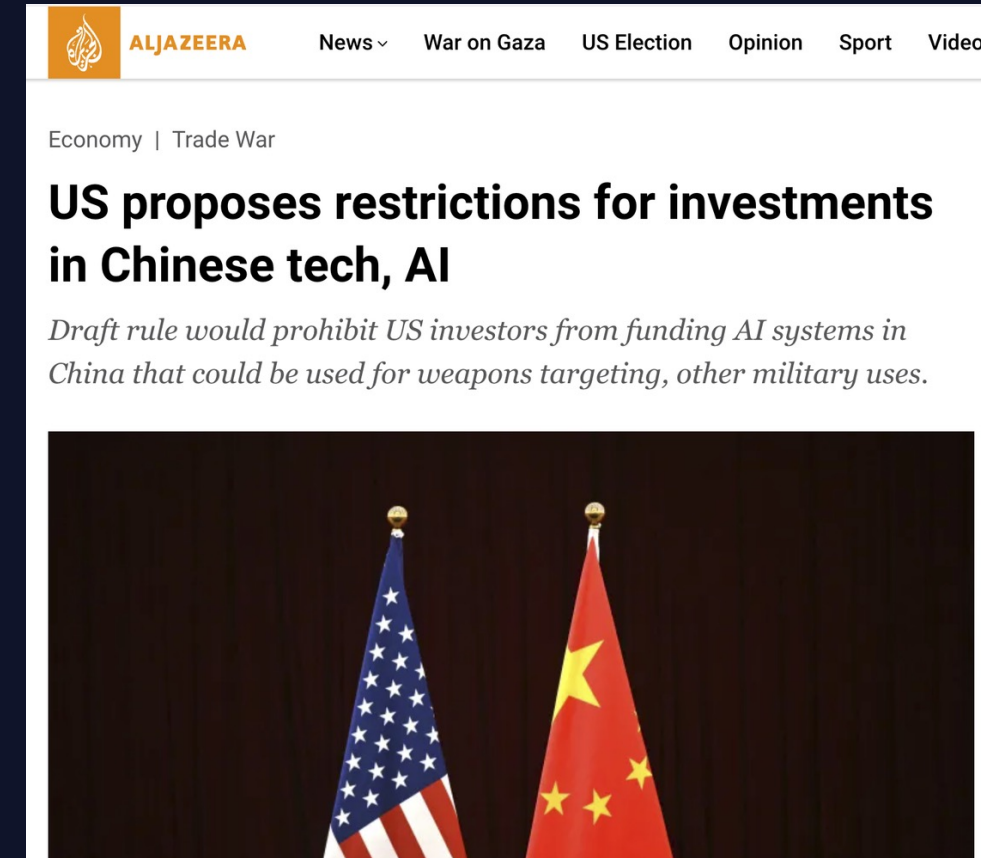 ALJAZEERA
News War on Gaza US Election Opinion Sport Video
Economy | Trade War
US proposes restrictions for investments
in Chinese tech, AI
Draft rule would prohibit US investors from funding AI systems in
China that could be used for weapons targeting, other military uses.